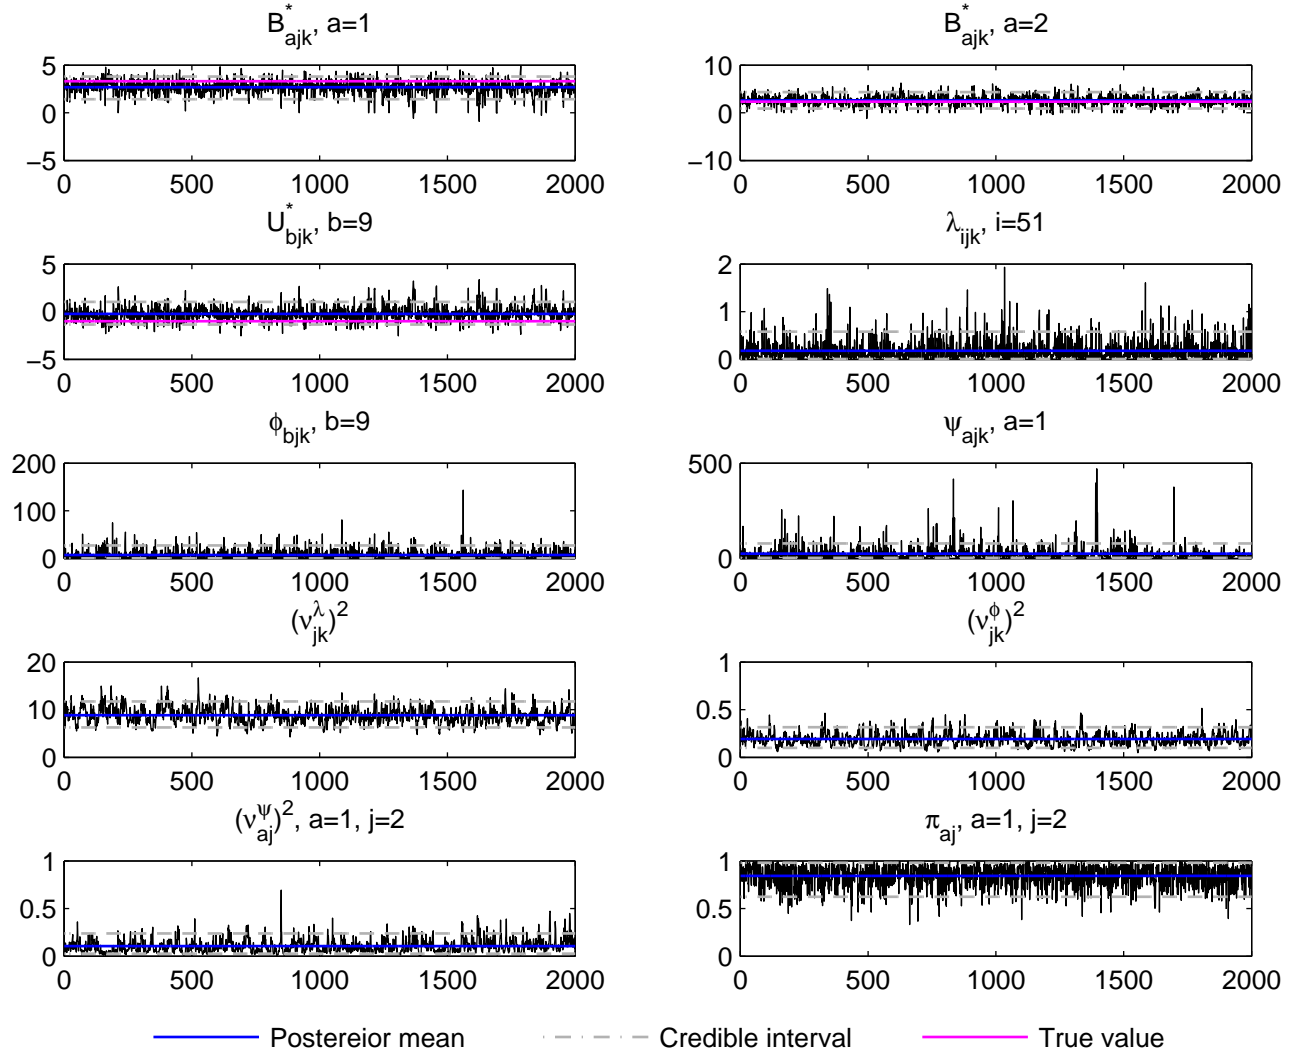 B*ajk, a=1
5
0
−5
0 500 1000 1500 2000
B*ajk, a=2
10
0
−10
0 500 1000 1500 2000
U*bjk, b=9
5
0
−5
0 500 1000 1500 2000
λijk, i=51
2
1
0
0 500 1000 1500 2000
ϕbjk, b=9
200
100
0
0 500 1000 1500 2000
ψajk, a=1
500
0
0 500 1000 1500 2000
(νλjk)2
20
10
0
0 500 1000 1500 2000
(νϕjk)2
1
0.5
0
0 500 1000 1500 2000
(νψaj)2, a=1, j=2
1
0.5
0
0 500 1000 1500 2000
πaj, a=1, j=2
1
0.5
0
0 500 1000 1500 2000
Postereior mean Credible interval True value